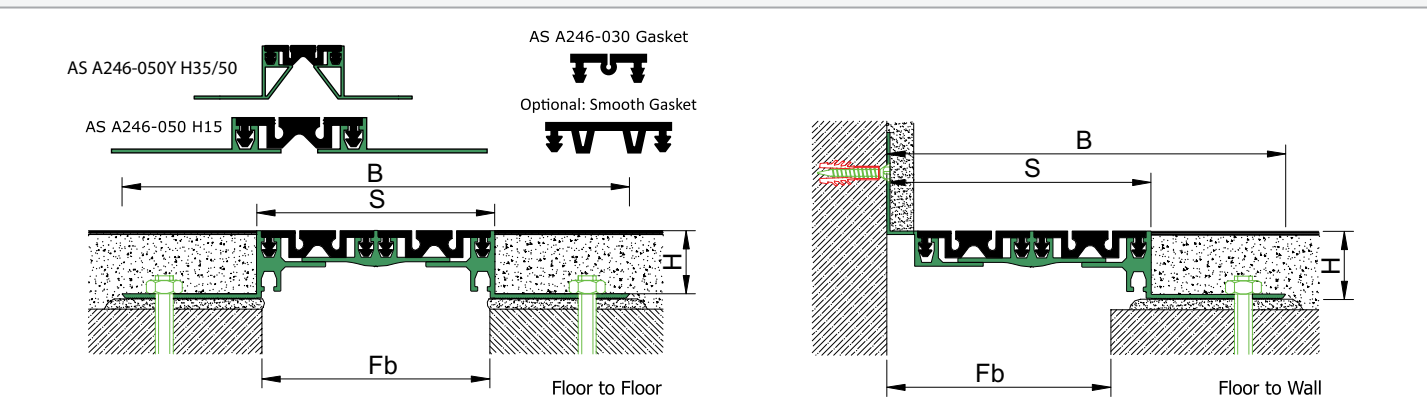 AS A246-050Y H35/50
AS A246-030 Gasket
Optional: Smooth Gasket
AS A246-050 H15
B
S
H
Fb
Floor to Floor
B
S
H
Fb
Floor to Wall